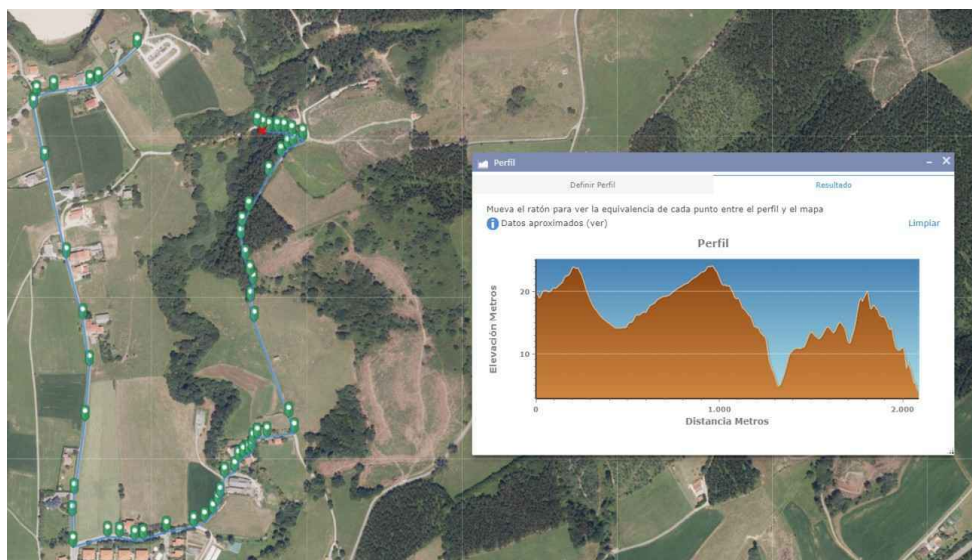 Perfil
Definir Perfil
Resultado
Mueva el ratón para ver la equivalencia de cada punto entre el perfil y el mapa
Datos aproximados (ver)
Limpiar
Perfil
Elevación Metros
20
10
0
1.000
2.000
Distancia Metros